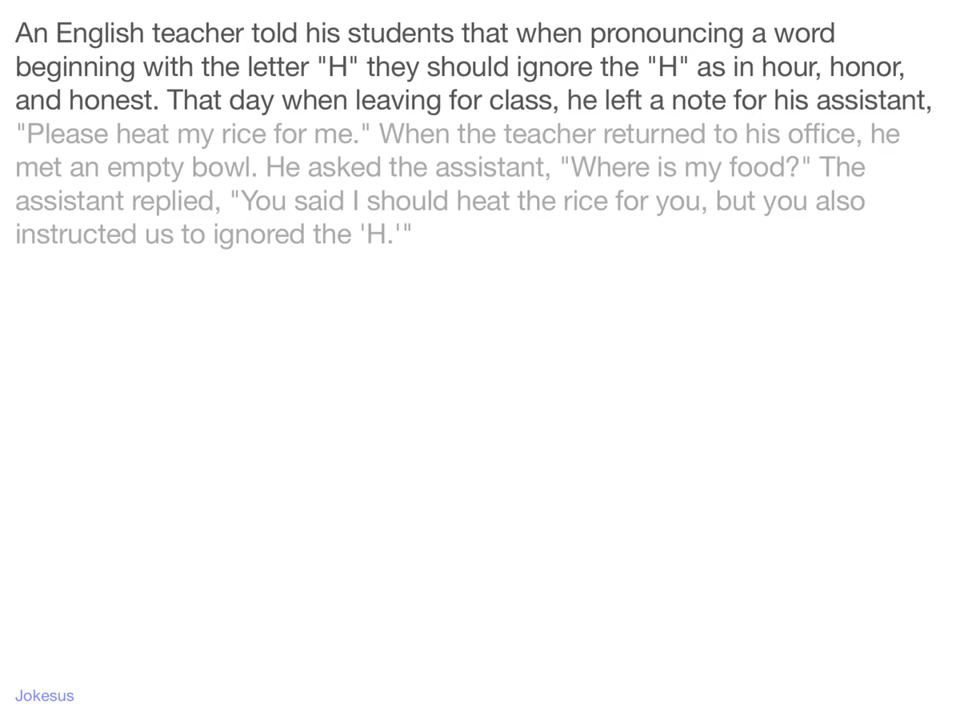 An English teacher told his students that when pronouncing a word
beginning with the letter "H" they should ignore the "H" as in hour, honor,
and honest. That day when leaving for class, he left a note for his assistant,
"Please heat my rice for me." When the teacher returned to his office, he
met an empty bowl. He asked the assistant, "Where is my food?" The
assistant replied, "You said I should heat the rice for you, but you also
instructed us to ignored the 'H.'"
Jokesus